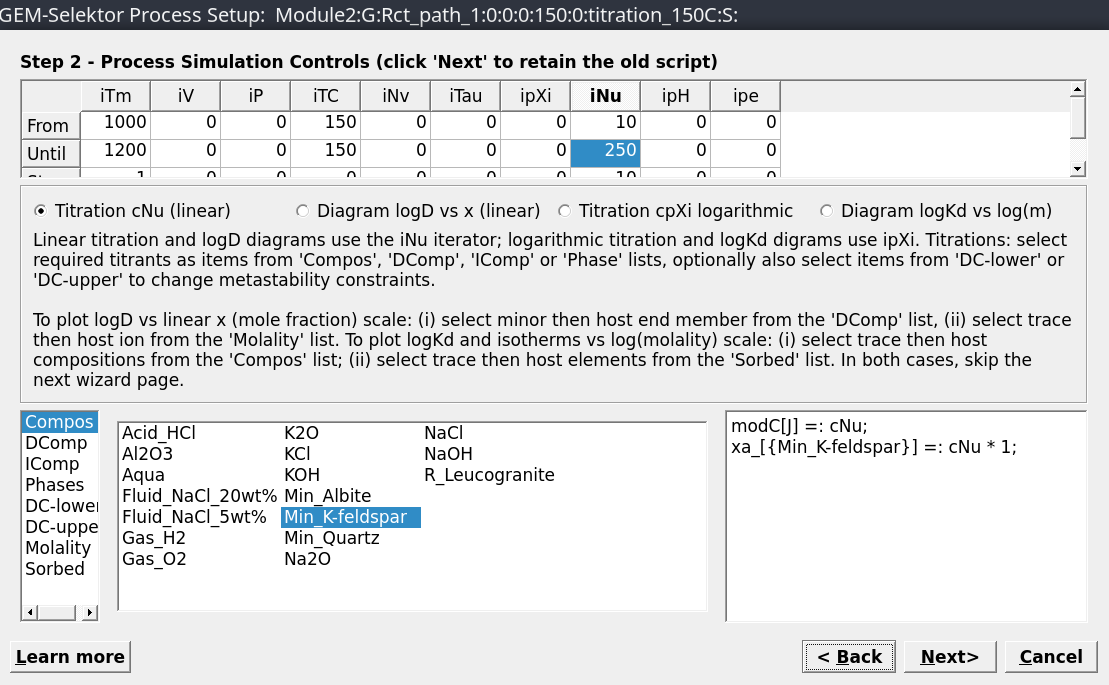 GEM-Selektor Process Setup:  Module2:G:Rct_path_1:0:0:0:150:0:titration_150C:S:
Step 2 - Process Simulation Controls (click 'Next' to retain the old script)
iTm iV iP iTC iNv iTau ipXi iNu ipH ipe
From 1000 0 0 150 0 0 0 10 0 0
Until 1200 0 0 150 0 0 0 250 0 0
Titration cNu (linear) Diagram logD vs x (linear) Titration cpXi logarithmic Diagram logKd vs log(m)
Linear titration and logD diagrams use the iNu iterator; logarithmic titration and logKd digrams use ipXi. Titrations: select
required titrants as items from 'Compos', 'DComp', 'IComp' or 'Phase' lists, optionally also select items from 'DC-lower' or
'DC-upper' to change metastability constraints.
To plot logD vs linear x (mole fraction) scale: (i) select minor then host end member from the 'DComp' list, (ii) select trace
then host ion from the 'Molality' list. To plot logKd and isotherms vs log(molality) scale: (i) select trace then host
compositions from the 'Compos' list; (ii) select trace then host elements from the 'Sorbed' list. In both cases, skip the
next wizard page.
Compos
DComp
IComp
Phases
DC-lower
DC-uppe
Molality
Sorbed
Acid_HCl K2O NaCl
Al2O3 KCl NaOH
Aqua KOH R_Leucogranite
Fluid_NaCl_20wt% Min_Albite
Fluid_NaCl_5wt% Min_K-feldspar
Gas_H2 Min_Quartz
Gas_O2 Na2O
modC[J] =: cNu;
xa_[{Min_K-feldspar}] =: cNu * 1;
Learn more < Back Next> Cancel